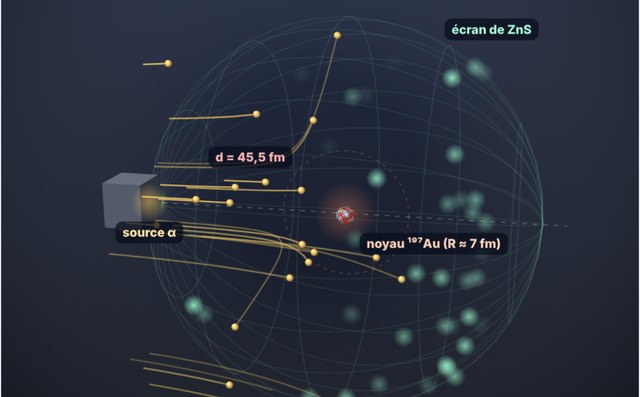 écran de ZnS
d = 45,5 fm
source α
noyau ¹⁹⁷Au (R ≈ 7 fm)